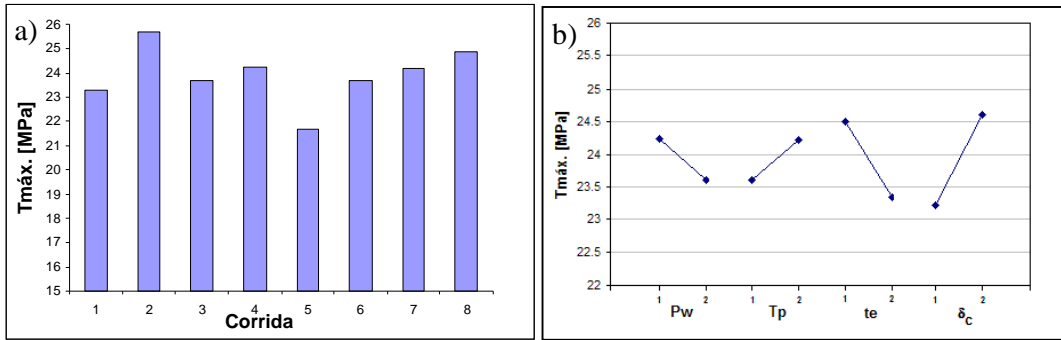 a)
Tmáx. [MPa]
26
25
24
23
22
21
20
19
18
17
16
15
1 2 3 4 5 6 7 8
Corrida
b)
Tmáx. [MPa]
26
25.5
25
24.5
24
23.5
23
22.5
22
1 2 1 2 1 2 1 2
Pw Tp te δc